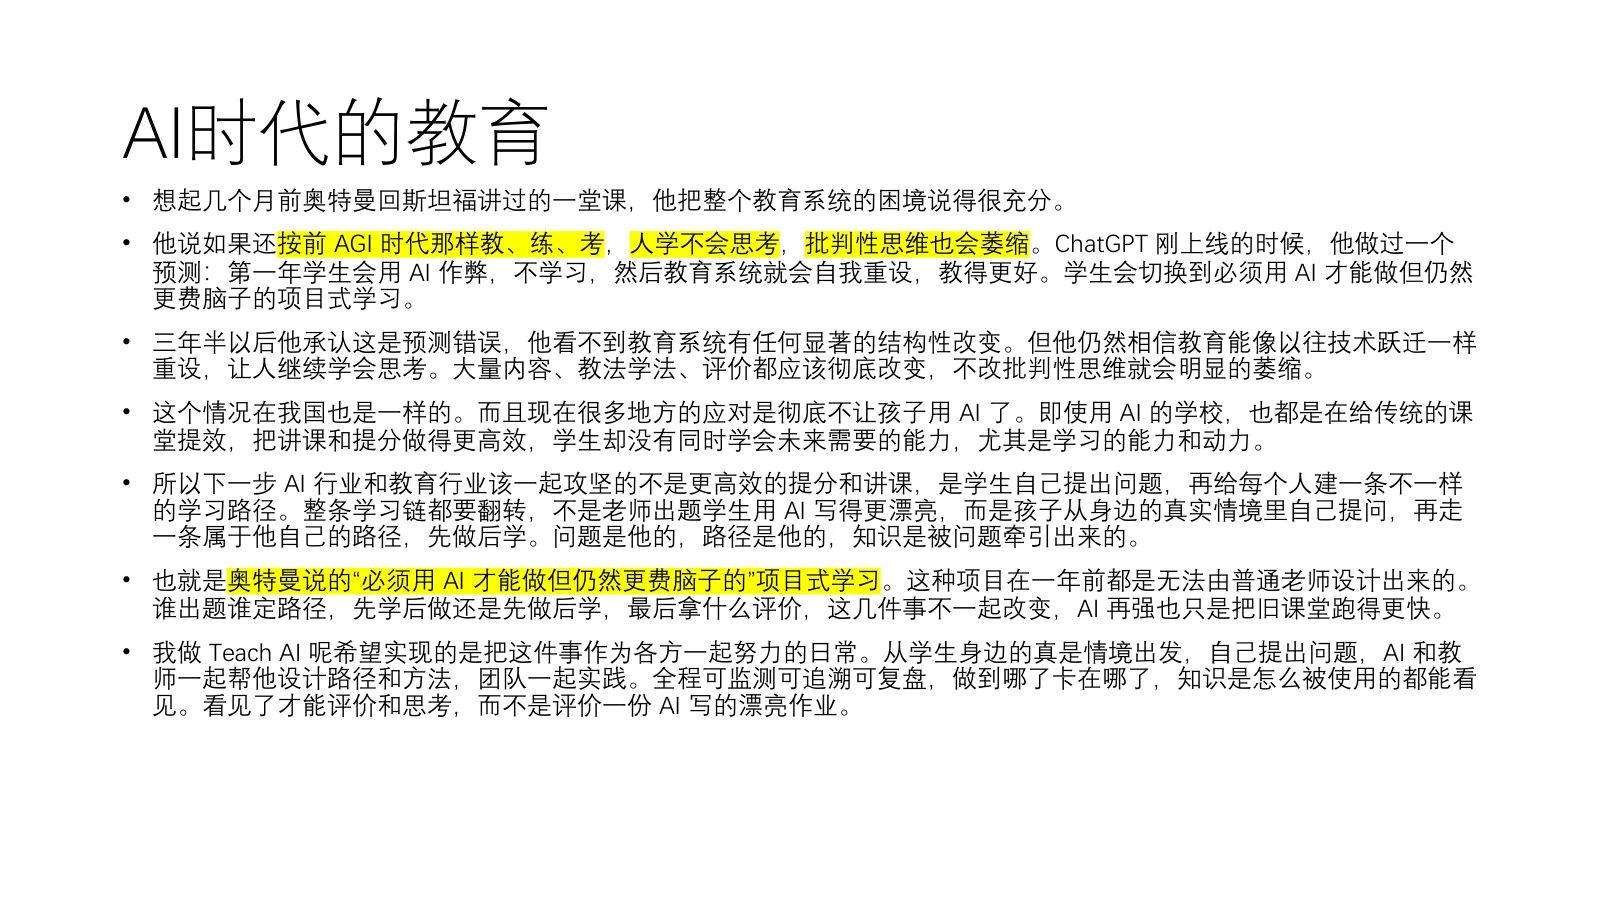 AI时代的教育
• 想起几个月前奥特曼回斯坦福讲过的一堂课，他把整个教育系统的困境说得很充分。
• 他说如果还按前 AGI 时代那样教、练、考，人学不会思考，批判性思维也会萎缩。ChatGPT 刚上线的时候，他做过一个
预测：第一年学生会用 AI 作弊，不学习，然后教育系统就会自我重设，教得更好。学生会切换到必须用 AI 才能做但仍然
更费脑子的项目式学习。
• 三年半以后他承认这是预测错误，他看不到教育系统有任何显著的结构性改变。但他仍然相信教育能像以往技术跃迁一样
重设，让人继续学会思考。大量内容、教法学法、评价都应该彻底改变，不改批判性思维就会明显的萎缩。
• 这个情况在我国也是一样的。而且现在很多地方的应对是彻底不让孩子用 AI 了。即使用 AI 的学校，也都是在给传统的课
堂提效，把讲课和提分做得更高效，学生却没有同时学会未来需要的能力，尤其是学习的能力和动力。
• 所以下一步 AI 行业和教育行业该一起攻坚的不是更高效的提分和讲课，是学生自己提出问题，再给每个人建一条不一样
的学习路径。整条学习链都要翻转，不是老师出题学生用 AI 写得更漂亮，而是孩子从身边的真实情境里自己提问，再走
一条属于他自己的路径，先做后学。问题是他的，路径是他的，知识是被问题牵引出来的。
• 也就是奥特曼说的“必须用 AI 才能做但仍然更费脑子的”项目式学习。这种项目在一年前都是无法由普通老师设计出来的。
谁出题谁定路径，先学后做还是先做后学，最后拿什么评价，这几件事不一起改变，AI 再强也只是把旧课堂跑得更快。
• 我做 Teach AI 呢希望实现的是把这件事作为各方一起努力的日常。从学生身边的真是情境出发，自己提出问题，AI 和教
师一起帮他设计路径和方法，团队一起实践。全程可监测可追溯可复盘，做到哪了卡在哪了，知识是怎么被使用的都能看
见。看见了才能评价和思考，而不是评价一份 AI 写的漂亮作业。